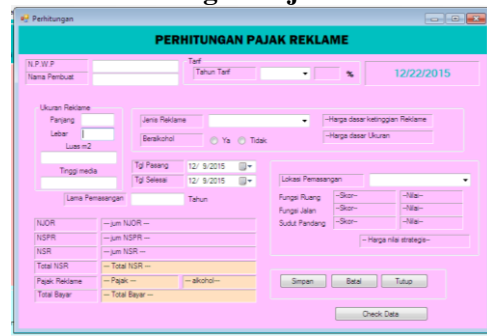 Perhitungan
PERHITUNGAN PAJAK REKLAME
N.P.W.P
Nama Pembuat
Tarif
Tahun Tarif
%
12/22/2015
Ukuran Reklame
Panjang
Lebar
Luas m2
Tinggi media
Jenis Reklame
--Harga dasar ketinggian Reklame
Beralkohol
Ya
Tidak
--Harga dasar Ukuran
Tgl Pasang
12/ 9/2015
Tgl Selesai
12/ 9/2015
Lama Pemasangan
Tahun
Lokasi Pemasangan
Fungsi Ruang
--Skor--
--Nilai--
Fungsi Jalan
--Skor--
--Nilai--
Sudut Pandang
--Skor--
--Nilai--
-- Harga nilai strategis--
NJOR
-- jum NJOR --
NSPR
-- jum NSPR --
NSR
-- jum NSR --
Total NSR
-- Total NSR --
Pajak Reklame
-- Pajak --
-- alkohol--
Total Bayar
-- Total Bayar --
Simpan
Batal
Tutup
Check Data